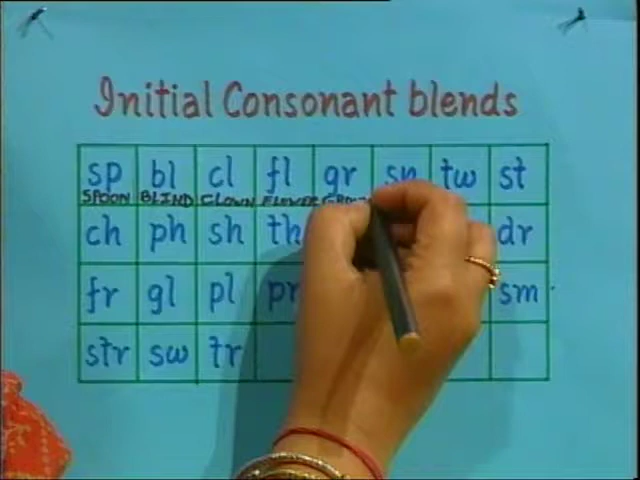 Initial Consonant blends
sp bl cl fl gr sn tw st
SPOON BLIND CLOWN FLOWER
ch ph sh th dr
fr gl pl pr sm
str sw tr